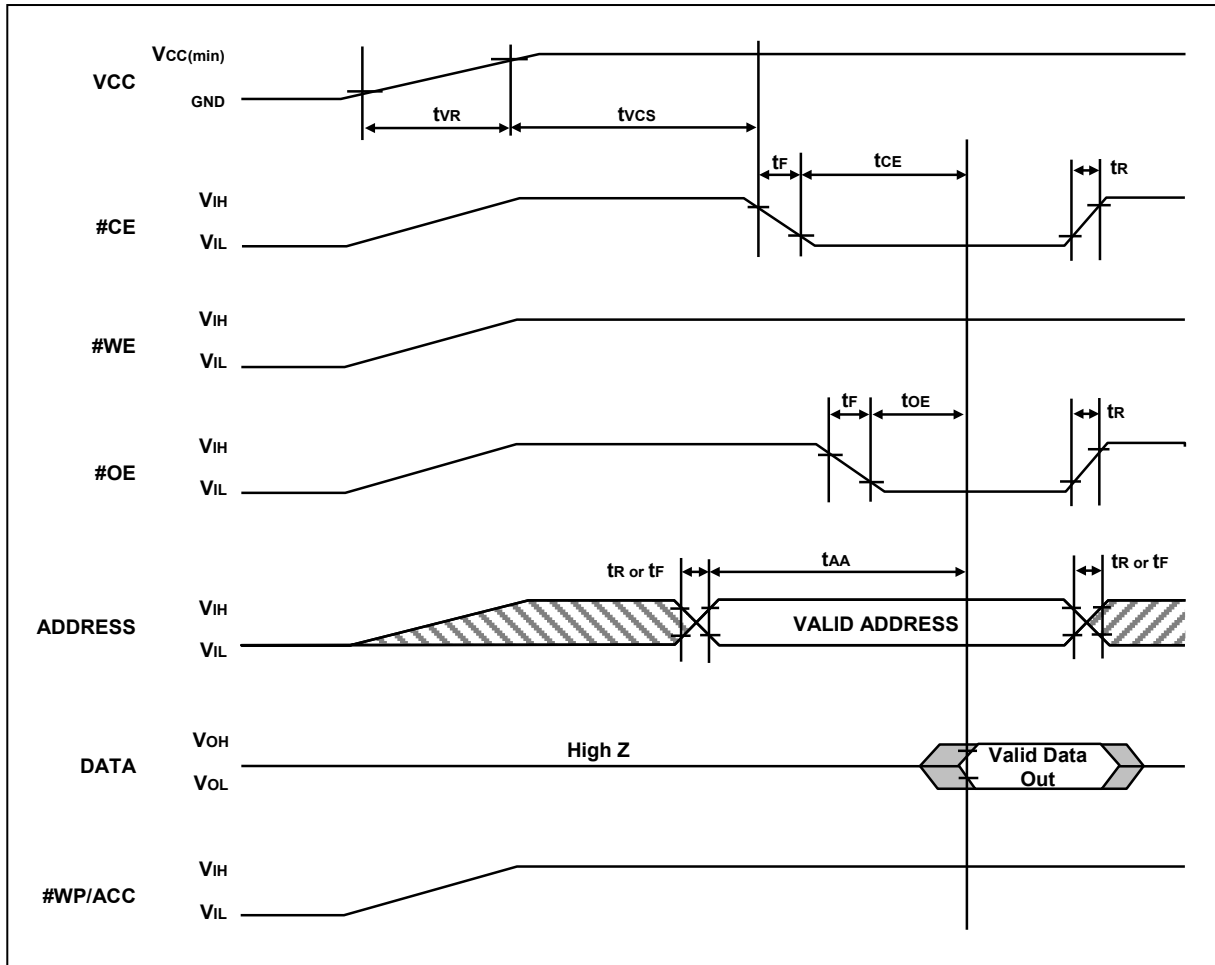 VCC(min)
VCC
GND
tVR
tVCS
tF
tCE
tR
VIH
#CE
VIL
VIH
#WE
VIL
tF
tOE
tR
VIH
#OE
VIL
tR or tF
tAA
tR or tF
VIH
ADDRESS
VALID ADDRESS
VIL
VOH
High Z
DATA
Valid Data
Out
VOL
VIH
#WP/ACC
VIL